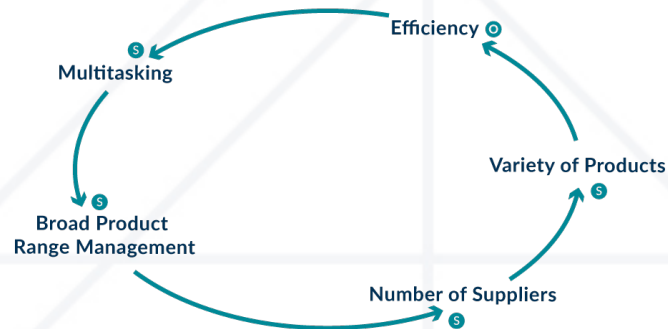 Efficiency O
S
Multitasking
Variety of Products
S
S
Broad Product
Range Management
Number of Suppliers
S